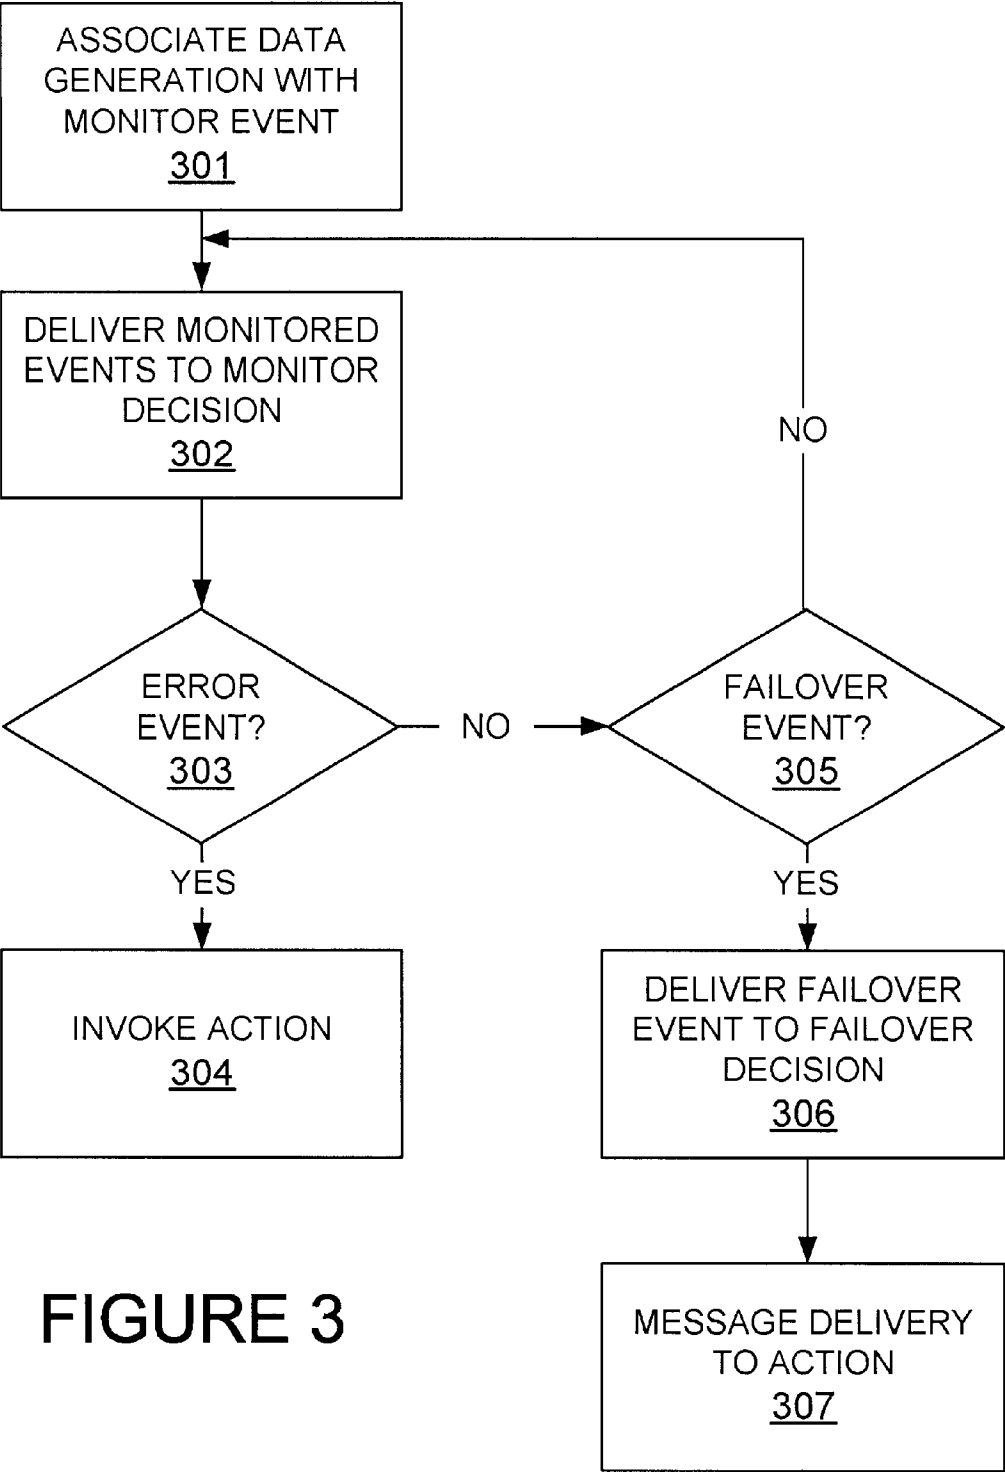 ASSOCIATE DATA
GENERATION WITH
MONITOR EVENT
301
DELIVER MONITORED
EVENTS TO MONITOR
DECISION
302
NO
ERROR
EVENT?
303
NO
FAILOVER
EVENT?
305
YES
YES
INVOKE ACTION
304
DELIVER FAILOVER
EVENT TO FAILOVER
DECISION
306
FIGURE 3
MESSAGE DELIVERY
TO ACTION
307